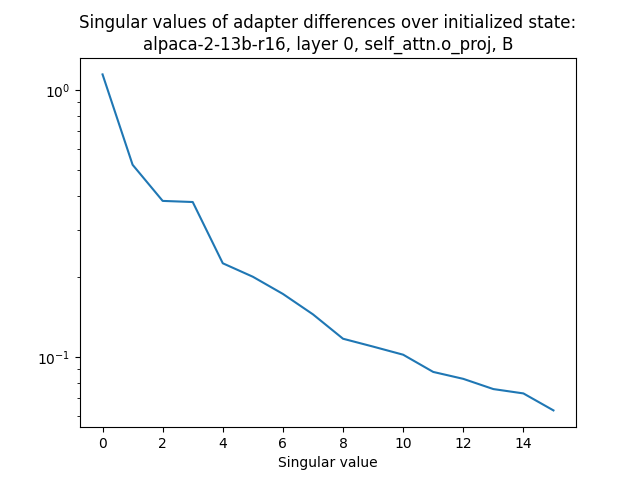 Singular values of adapter differences over initialized state:
alpaca-2-13b-r16, layer 0, self_attn.o_proj, B
10⁰
10⁻¹
0 2 4 6 8 10 12 14
Singular value